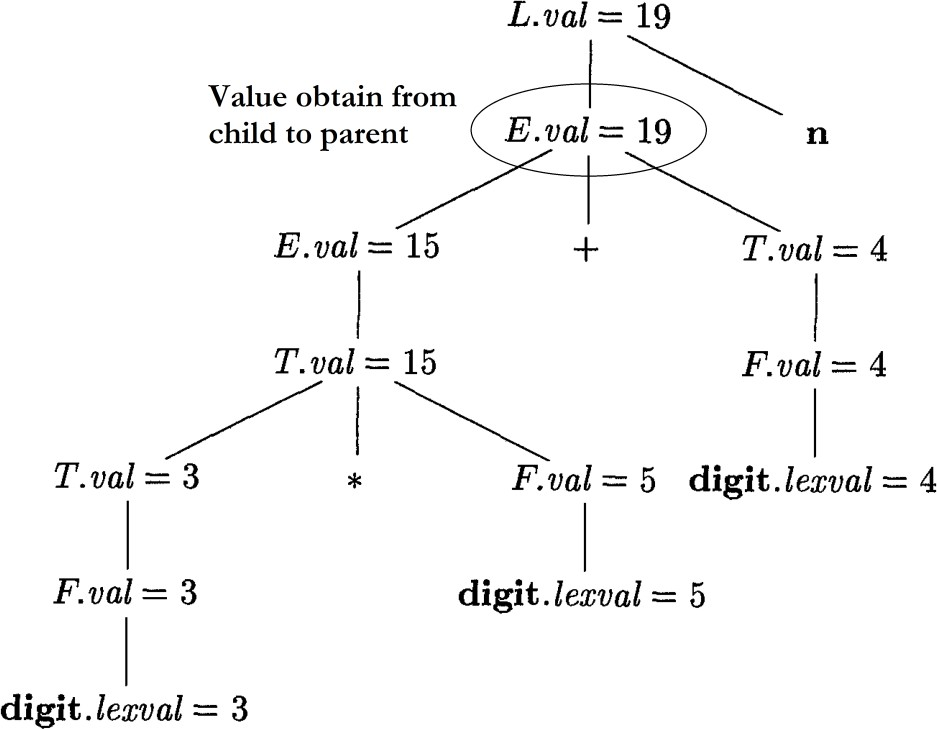 L.val = 19
Value obtain from
child to parent
E.val = 19
n
E.val = 15
+
T.val = 4
T.val = 15
F.val = 4
T.val = 3
*
F.val = 5
digit.lexval = 4
F.val = 3
digit.lexval = 5
digit.lexval = 3